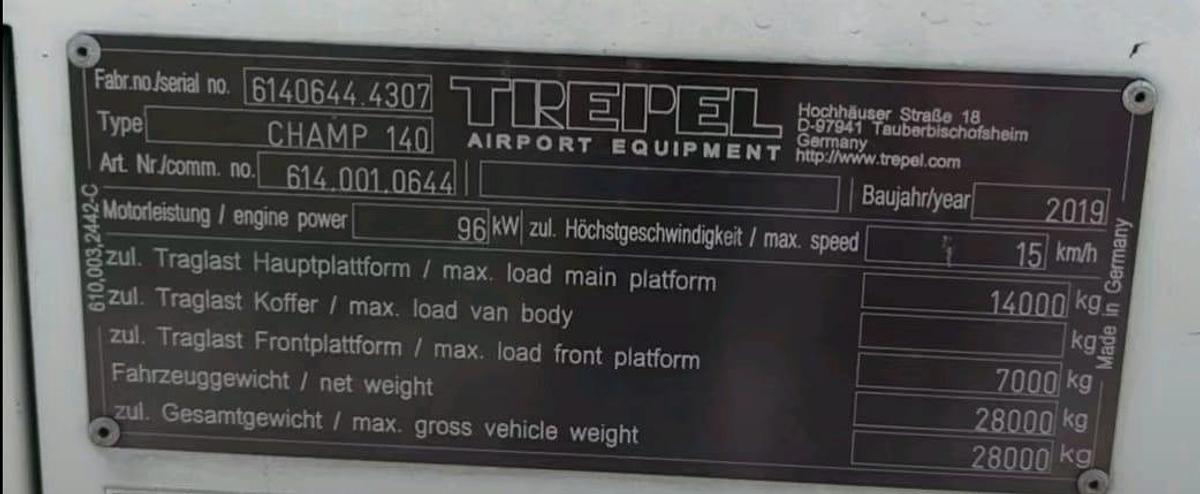 Fabr.no./serial no. 6140644.4307
TREPEL
AIRPORT EQUIPMENT
Hochhäuser Straße 18
D-97941 Tauberbischofsheim
Germany
http://www.trepel.com
Type CHAMP 140
Art. Nr./comm. no. 614.001.0644
Baujahr/year 2019
Motorleistung / engine power 96 kW zul. Höchstgeschwindigkeit / max. speed 15 km/h
zul. Traglast Hauptplattform / max. load main platform 14000 kg
zul. Traglast Koffer / max. load van body kg
zul. Traglast Frontplattform / max. load front platform 7000 kg
Fahrzeuggewicht / net weight 28000 kg
zul. Gesamtgewicht / max. gross vehicle weight 28000 kg
610,003,2442-C
Made in Germany